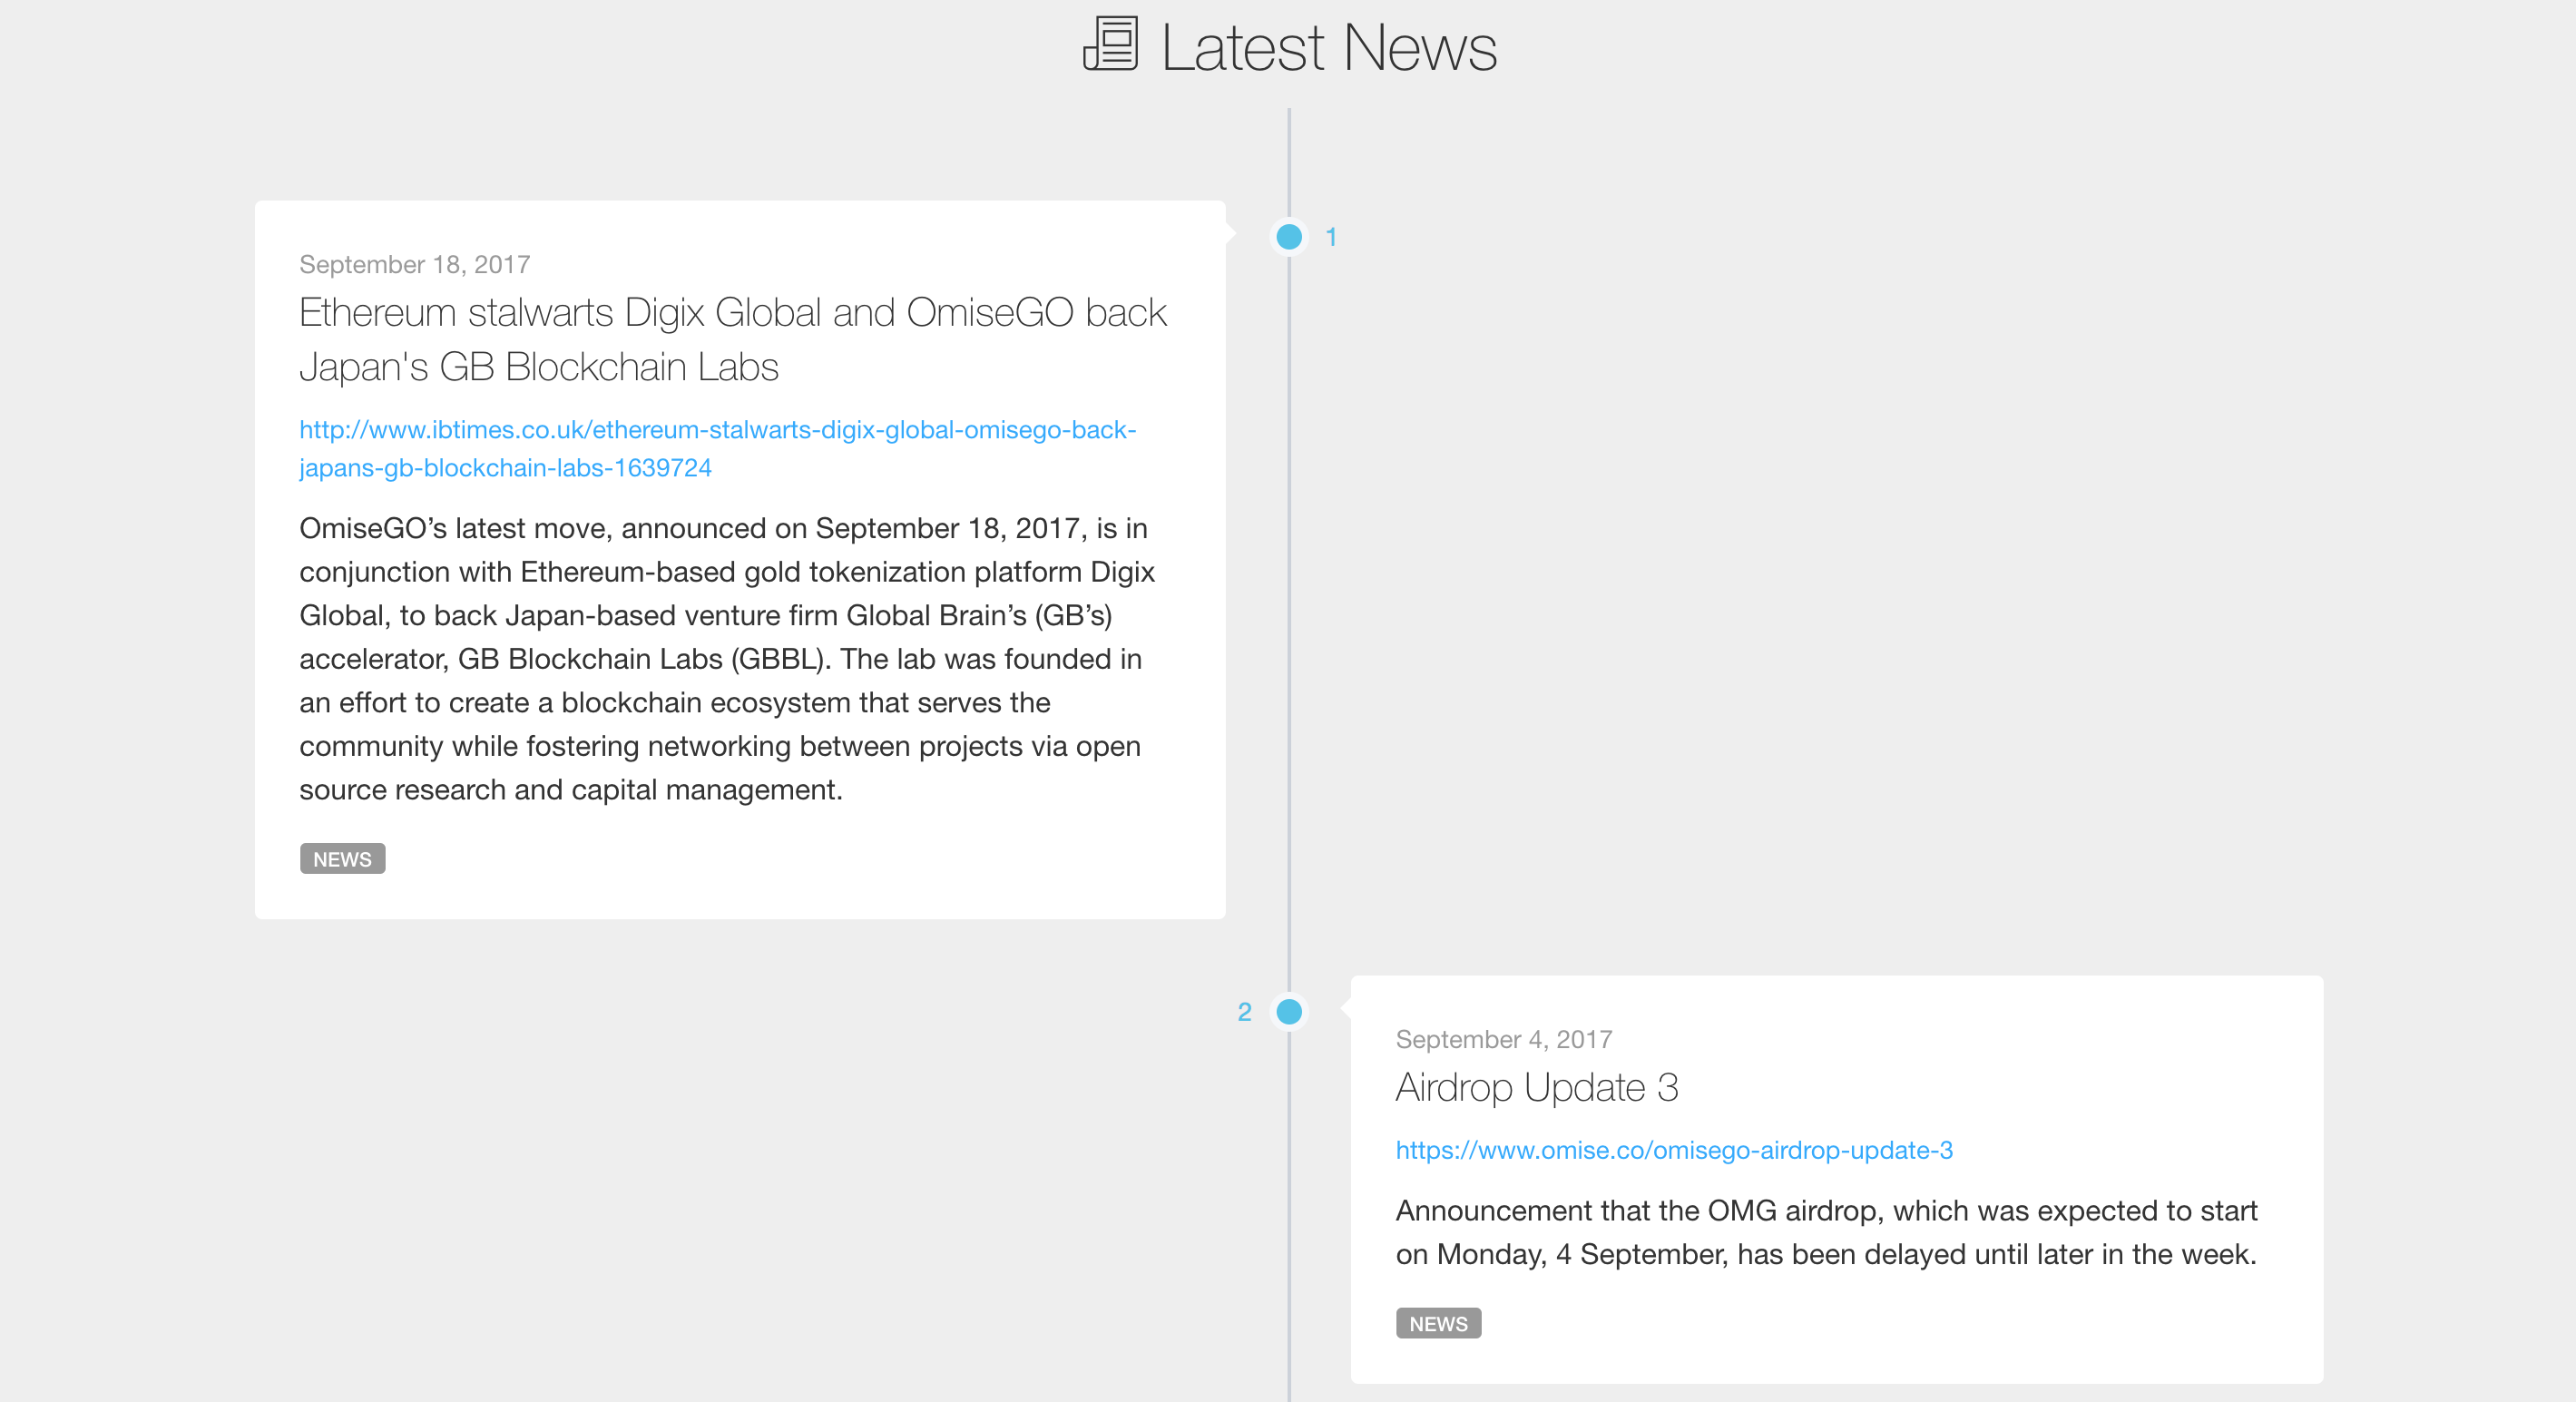 Latest News
1
September 18, 2017
Ethereum stalwarts Digix Global and OmiseGO back
Japan's GB Blockchain Labs
http://www.ibtimes.co.uk/ethereum-stalwarts-digix-global-omisego-back-
japans-gb-blockchain-labs-1639724
OmiseGO’s latest move, announced on September 18, 2017, is in
conjunction with Ethereum-based gold tokenization platform Digix
Global, to back Japan-based venture firm Global Brain’s (GB’s)
accelerator, GB Blockchain Labs (GBBL). The lab was founded in
an effort to create a blockchain ecosystem that serves the
community while fostering networking between projects via open
source research and capital management.
NEWS
2
September 4, 2017
Airdrop Update 3
https://www.omise.co/omisego-airdrop-update-3
Announcement that the OMG airdrop, which was expected to start
on Monday, 4 September, has been delayed until later in the week.
NEWS